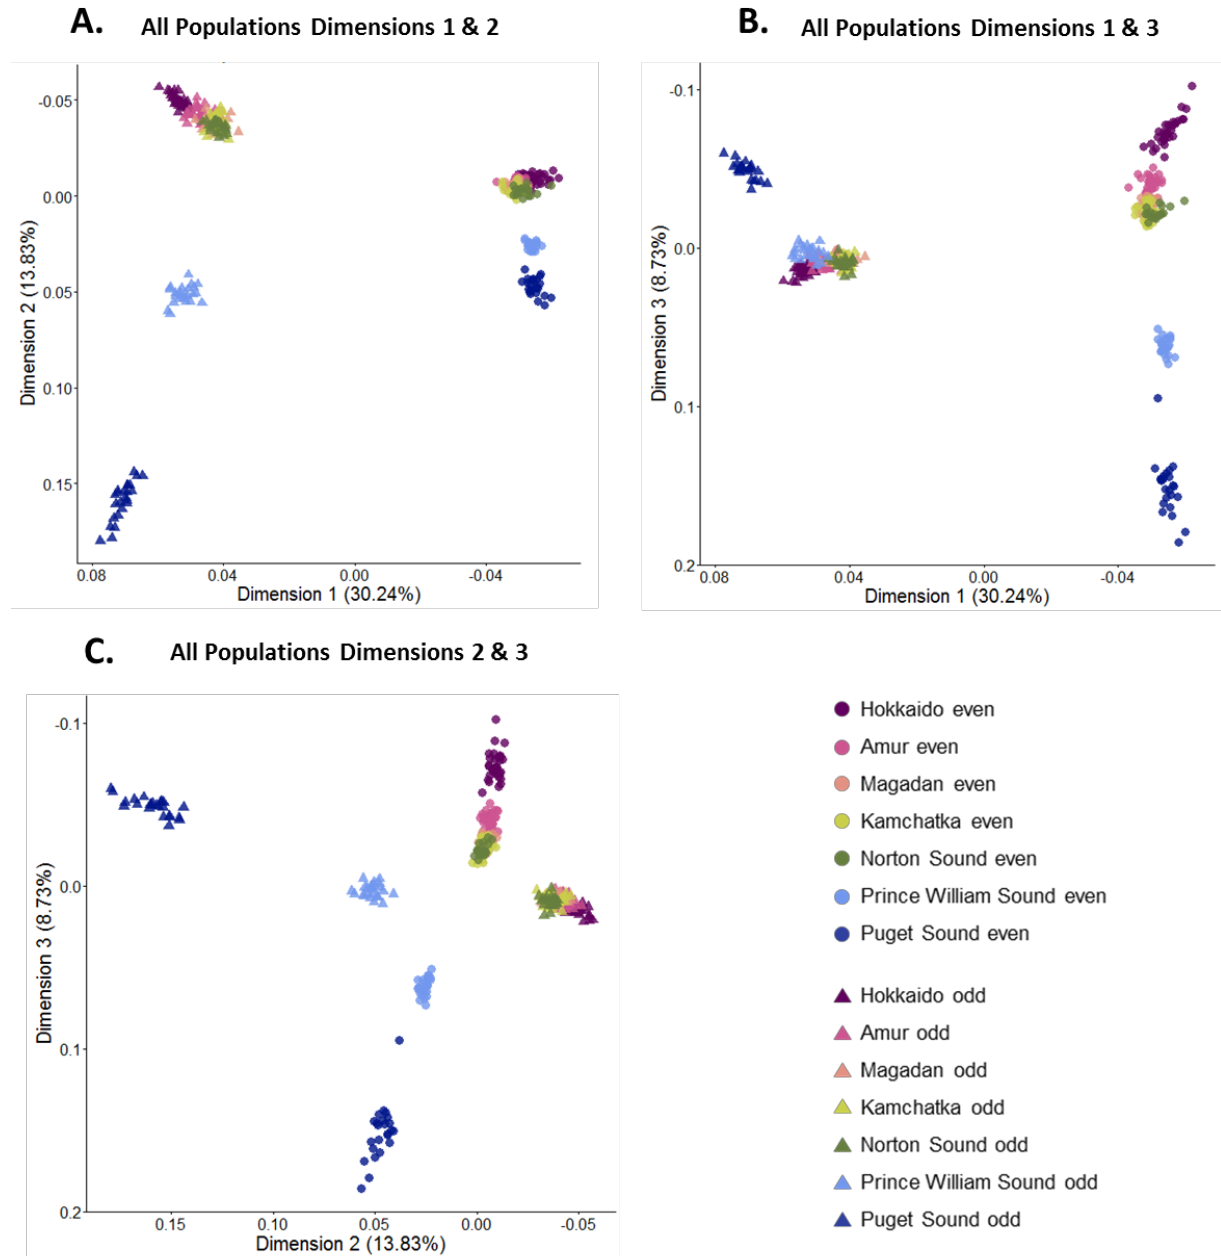 A. All Populations Dimensions 1 & 2
-0.05
0.00
0.05
0.10
0.15
Dimension 2 (13.83%)
0.08 0.04 0.00 -0.04
Dimension 1 (30.24%)
B. All Populations Dimensions 1 & 3
-0.1
0.0
0.1
0.2
Dimension 3 (8.73%)
0.08 0.04 0.00 -0.04
Dimension 1 (30.24%)
C. All Populations Dimensions 2 & 3
-0.1
0.0
0.1
0.2
Dimension 3 (8.73%)
0.15 0.10 0.05 0.00 -0.05
Dimension 2 (13.83%)
Hokkaido even
Amur even
Magadan even
Kamchatka even
Norton Sound even
Prince William Sound even
Puget Sound even
Hokkaido odd
Amur odd
Magadan odd
Kamchatka odd
Norton Sound odd
Prince William Sound odd
Puget Sound odd